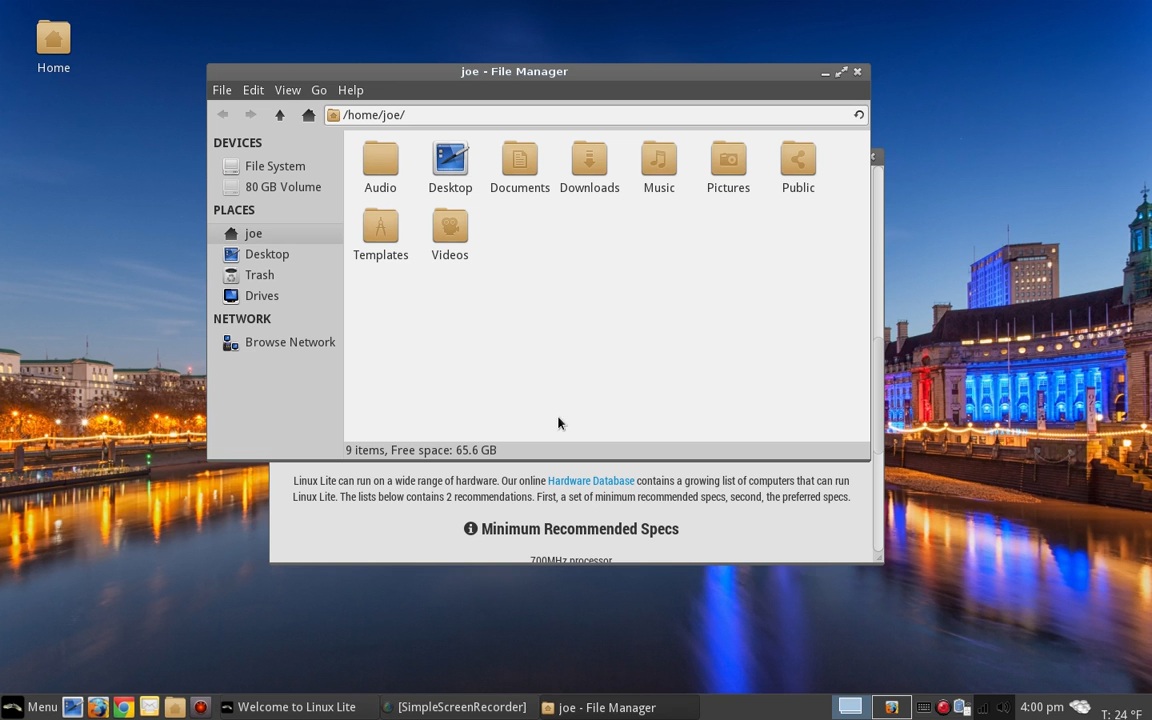 Home
joe - File Manager
File Edit View Go Help
/home/joe/
DEVICES
File System
80 GB Volume
PLACES
joe
Desktop
Trash
Drives
NETWORK
Browse Network
Audio Desktop Documents Downloads Music Pictures Public
Templates Videos
9 items, Free space: 65.6 GB
Linux Lite can run on a wide range of hardware. Our online Hardware Database contains a growing list of computers that can run
Linux Lite. The lists below contains 2 recommendations. First, a set of minimum recommended specs, second, the preferred specs.
Minimum Recommended Specs
700MHz processor
Menu Welcome to Linux Lite [SimpleScreenRecorder] joe - File Manager 4:00 pm T: 24 °F